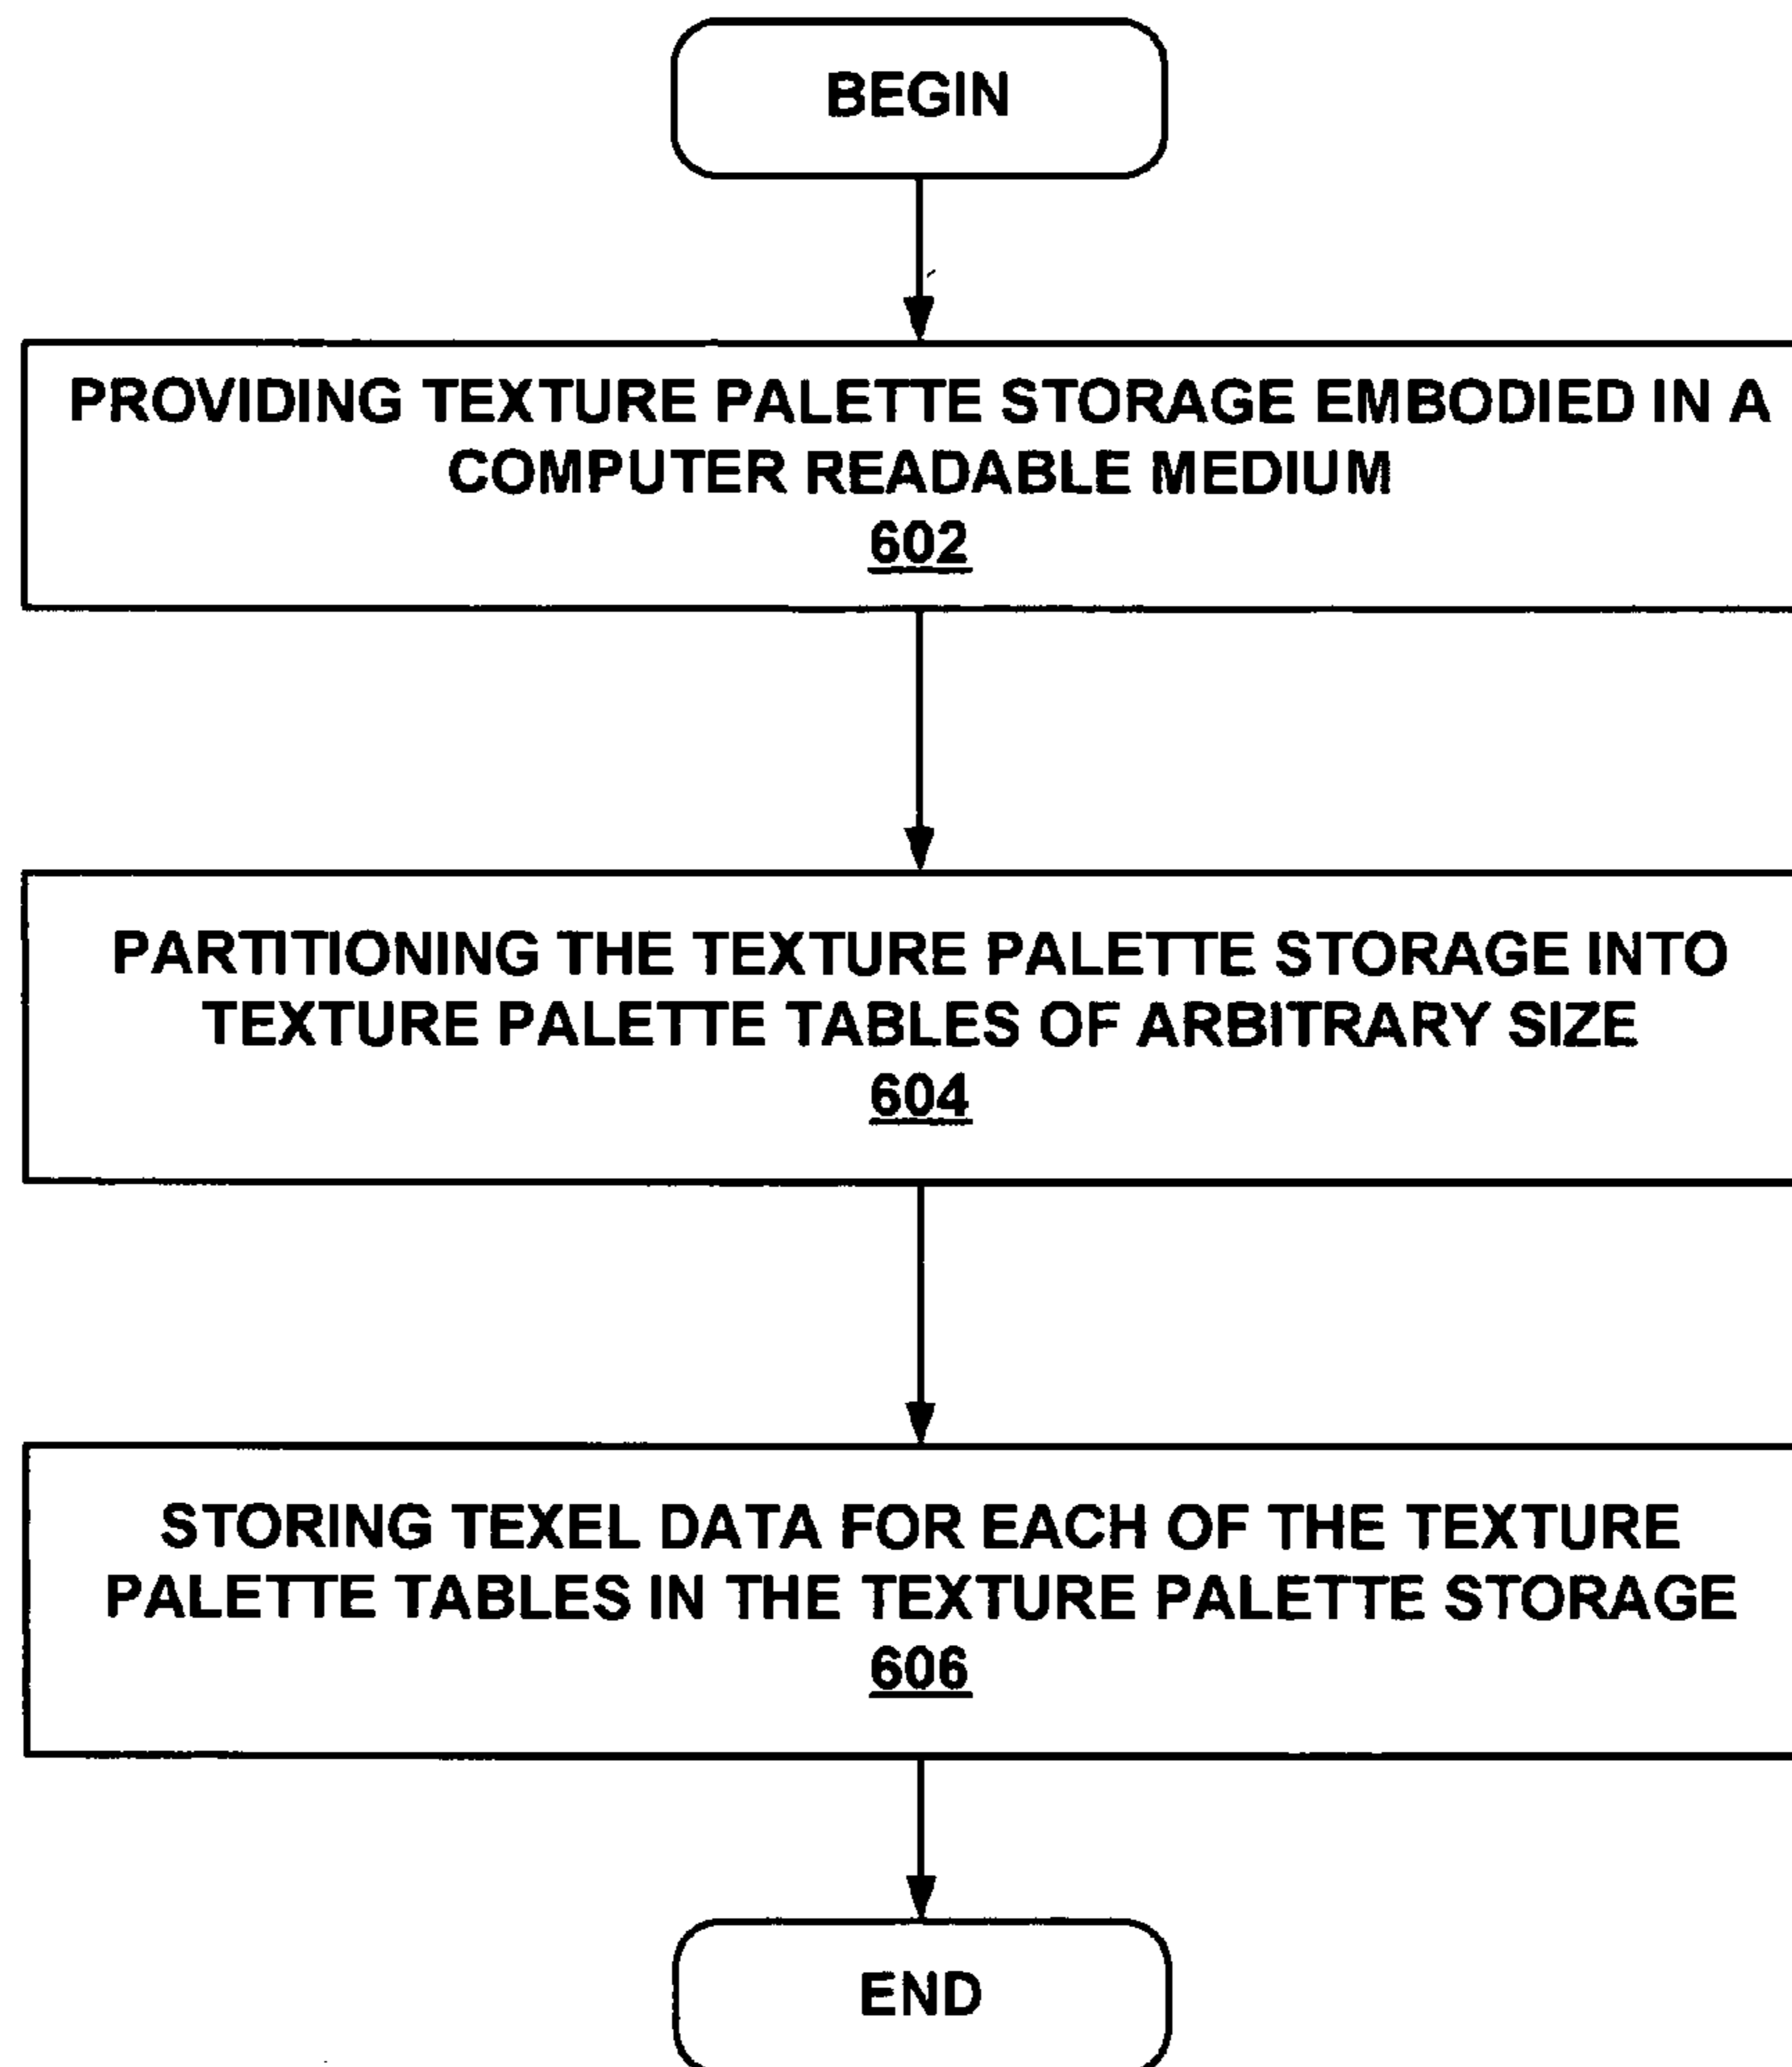 BEGIN
PROVIDING TEXTURE PALETTE STORAGE EMBODIED IN A
COMPUTER READABLE MEDIUM
602
PARTITIONING THE TEXTURE PALETTE STORAGE INTO
TEXTURE PALETTE TABLES OF ARBITRARY SIZE
604
STORING TEXEL DATA FOR EACH OF THE TEXTURE
PALETTE TABLES IN THE TEXTURE PALETTE STORAGE
606
END